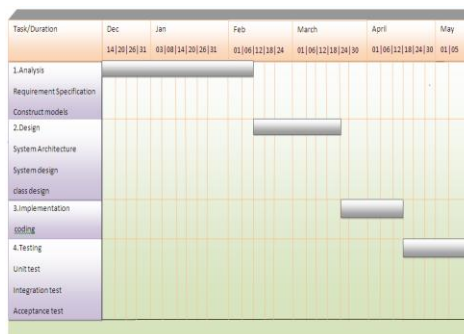 Task/Duration Dec Jan Feb March April May
14|20|26|31 03|08|14|20|26|31 01|06|12|18|24 01|06|12|18|24|30 01|06|12|18|24|30 01|05
1.Analysis
Requirement Specification
Construct models
2.Design
System Architecture
System design
class design
3.Implementation
coding
4.Testing
Unit test
Integration test
Acceptance test